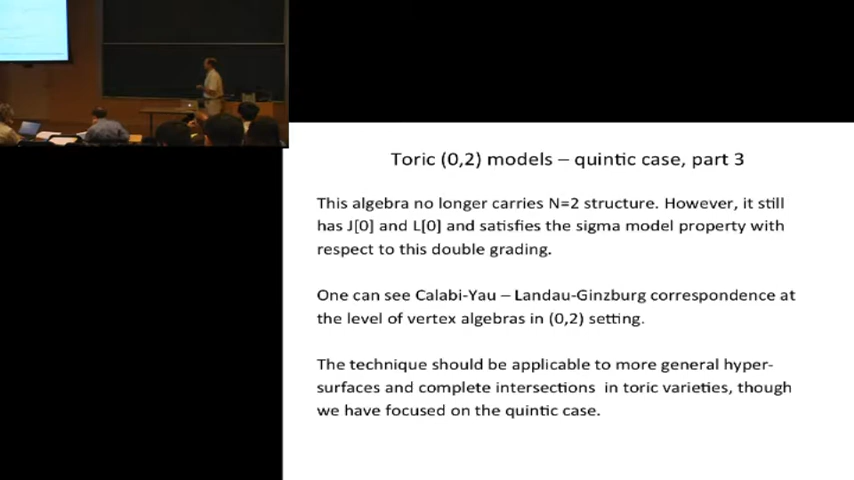 Toric (0,2) models – quintic case, part 3
This algebra no longer carries N=2 structure. However, it still
has J[0] and L[0] and satisfies the sigma model property with
respect to this double grading.
One can see Calabi-Yau – Landau-Ginzburg correspondence at
the level of vertex algebras in (0,2) setting.
The technique should be applicable to more general hyper-
surfaces and complete intersections in toric varieties, though
we have focused on the quintic case.